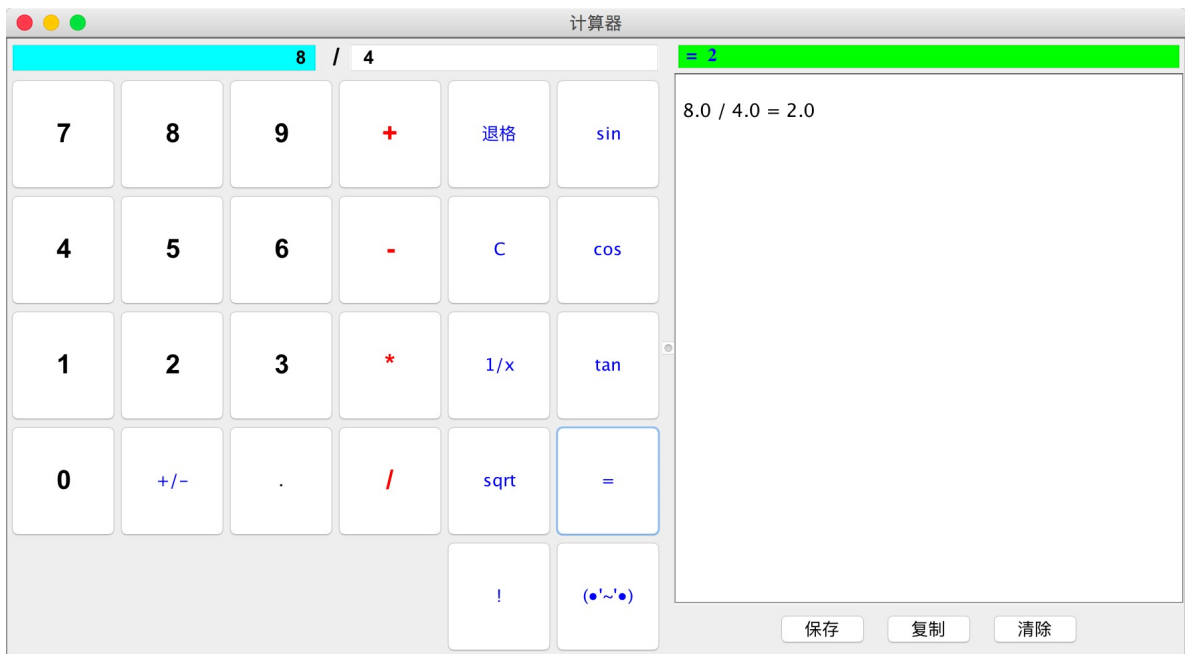 计算器
8 / 4
= 2
8.0 / 4.0 = 2.0
7 8 9 + 退格 sin
4 5 6 - C cos
1 2 3 * 1/x tan
0 +/- . / sqrt =
! (●'~'●)
保存 复制 清除